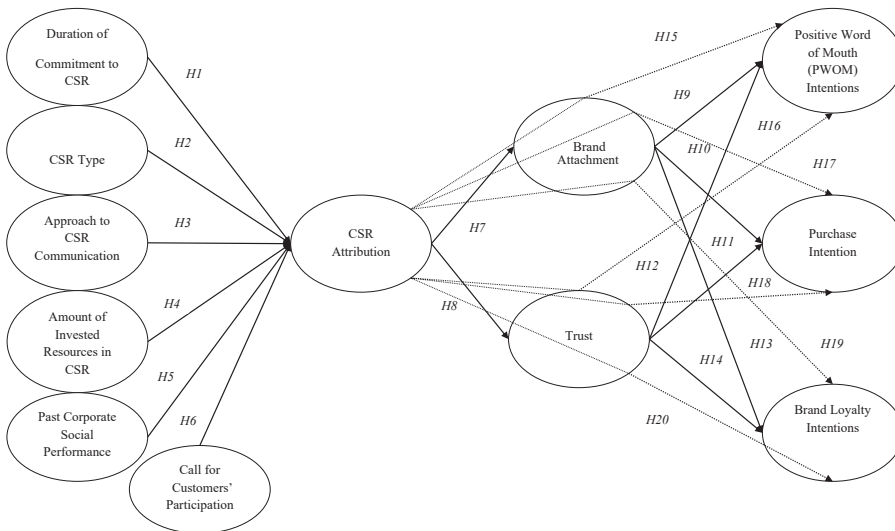 Duration of
Commitment to
CSR
H1
CSR Type
H2
Approach to
CSR
Communication
H3
Amount of
Invested
Resources in
CSR
H4
Past Corporate
Social
Performance
H5
Call for
Customers'
Participation
H6
CSR
Attribution
H7
H8
Brand
Attachment
Trust
H15
H9
H16
H10
H17
H11
H12
H18
H13
H19
H14
H20
Positive Word
of Mouth
(PWOM)
Intentions
Purchase
Intention
Brand Loyalty
Intentions